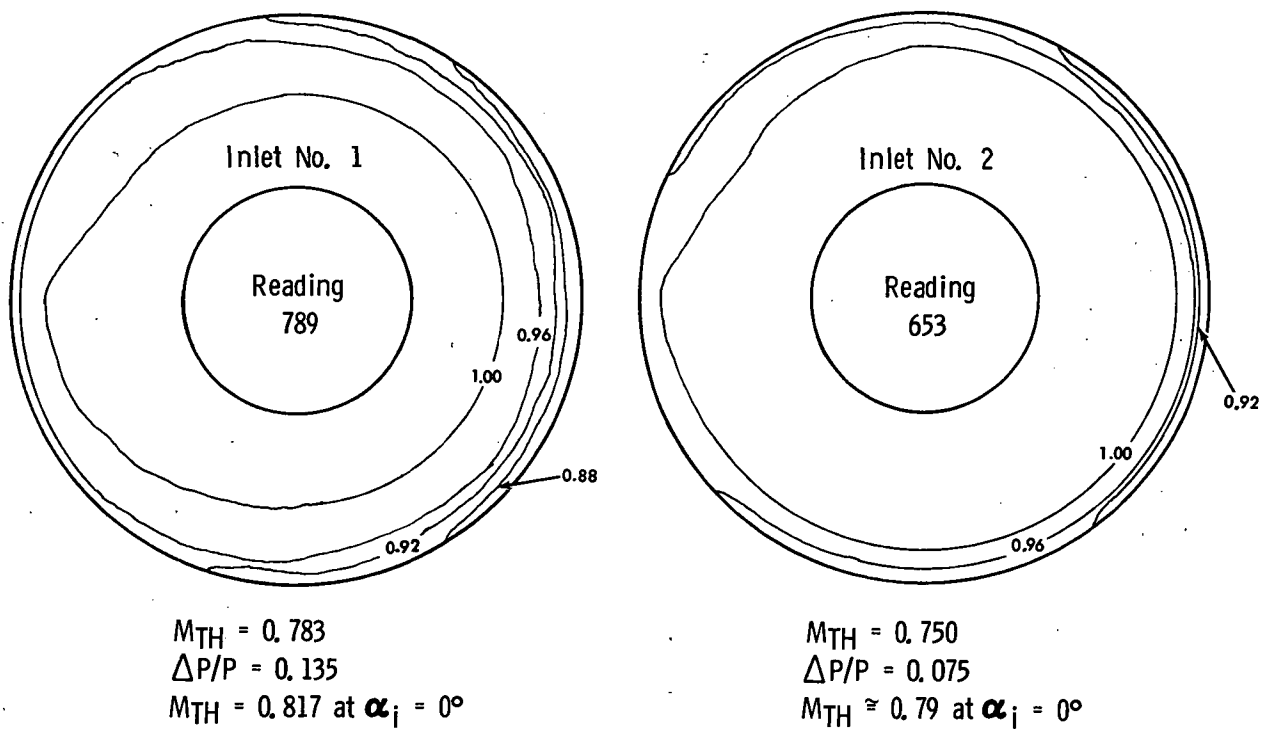 Inlet No. 1
Reading
789
0.96
1.00
0.88
0.92
M_TH = 0.783
ΔP/P = 0.135
M_TH = 0.817 at α_i = 0°
Inlet No. 2
Reading
653
0.92
1.00
0.96
M_TH = 0.750
ΔP/P = 0.075
M_TH ≅ 0.79 at α_i = 0°